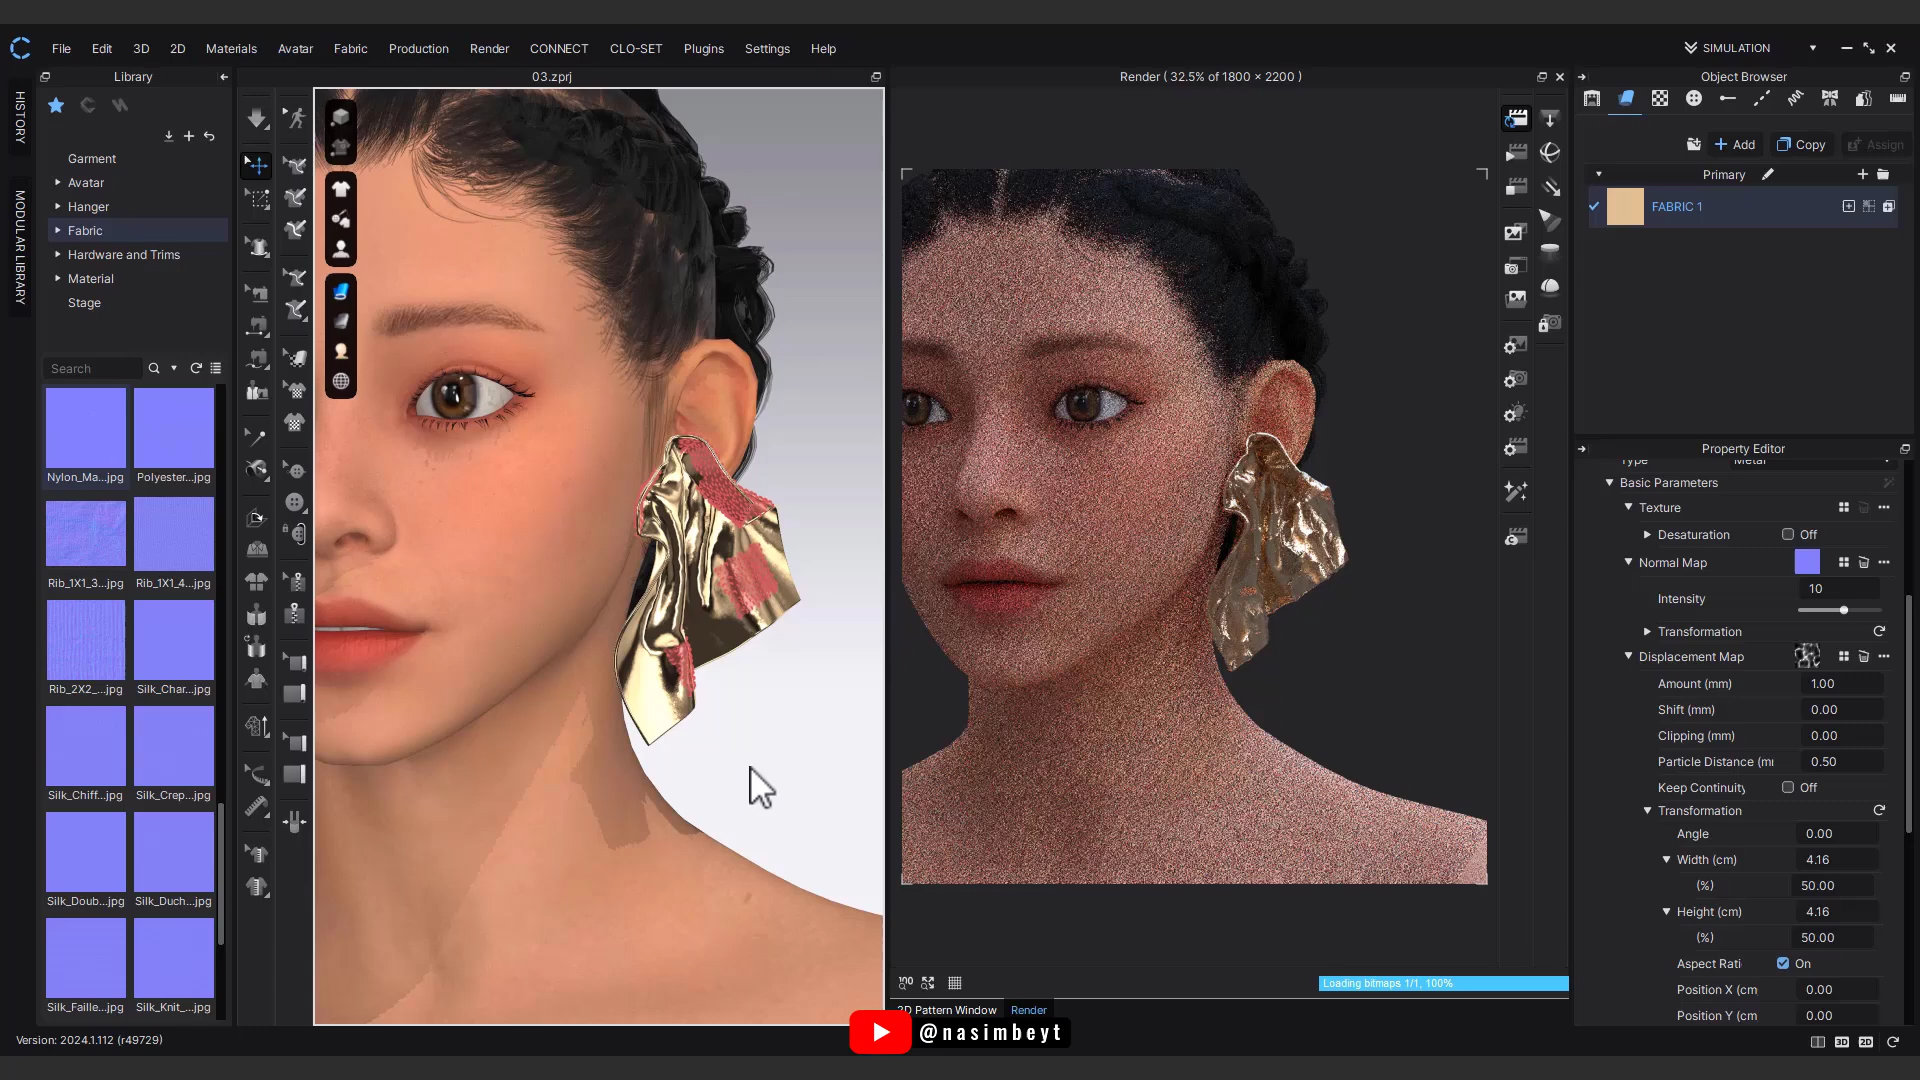 File Edit 3D 2D Materials Avatar Fabric Production Render CONNECT CLO-SET Plugins Settings Help
SIMULATION
HISTORY
MODULAR LIBRARY
Library
Garment
Avatar
Hanger
Fabric
Hardware and Trims
Material
Stage
Search
Nylon_Ma...jpg Polyester...jpg
Rib_1X1_3...jpg Rib_1X1_4...jpg
Rib_2X2_...jpg Silk_Char...jpg
Silk_Chiff...jpg Silk_Crep...jpg
Silk_Doub...jpg Silk_Duch...jpg
Silk_Faille...jpg Silk_Knit_...jpg
Version: 2024.1.112 (r49729)
03.zprj
Render ( 32.5% of 1800 × 2200 )
Loading bitmaps 1/1, 100%
2D Pattern Window Render
@nasimbeyt
Object Browser
Add Copy Assign
Primary
FABRIC 1
Property Editor
Type Metal
Basic Parameters
Texture
Desaturation Off
Normal Map
Intensity 10
Transformation
Displacement Map
Amount (mm) 1.00
Shift (mm) 0.00
Clipping (mm) 0.00
Particle Distance (m 0.50
Keep Continuity Off
Transformation
Angle 0.00
Width (cm) 4.16
(%) 50.00
Height (cm) 4.16
(%) 50.00
Aspect Rati On
Position X (cm 0.00
Position Y (cm 0.00
3D 2D